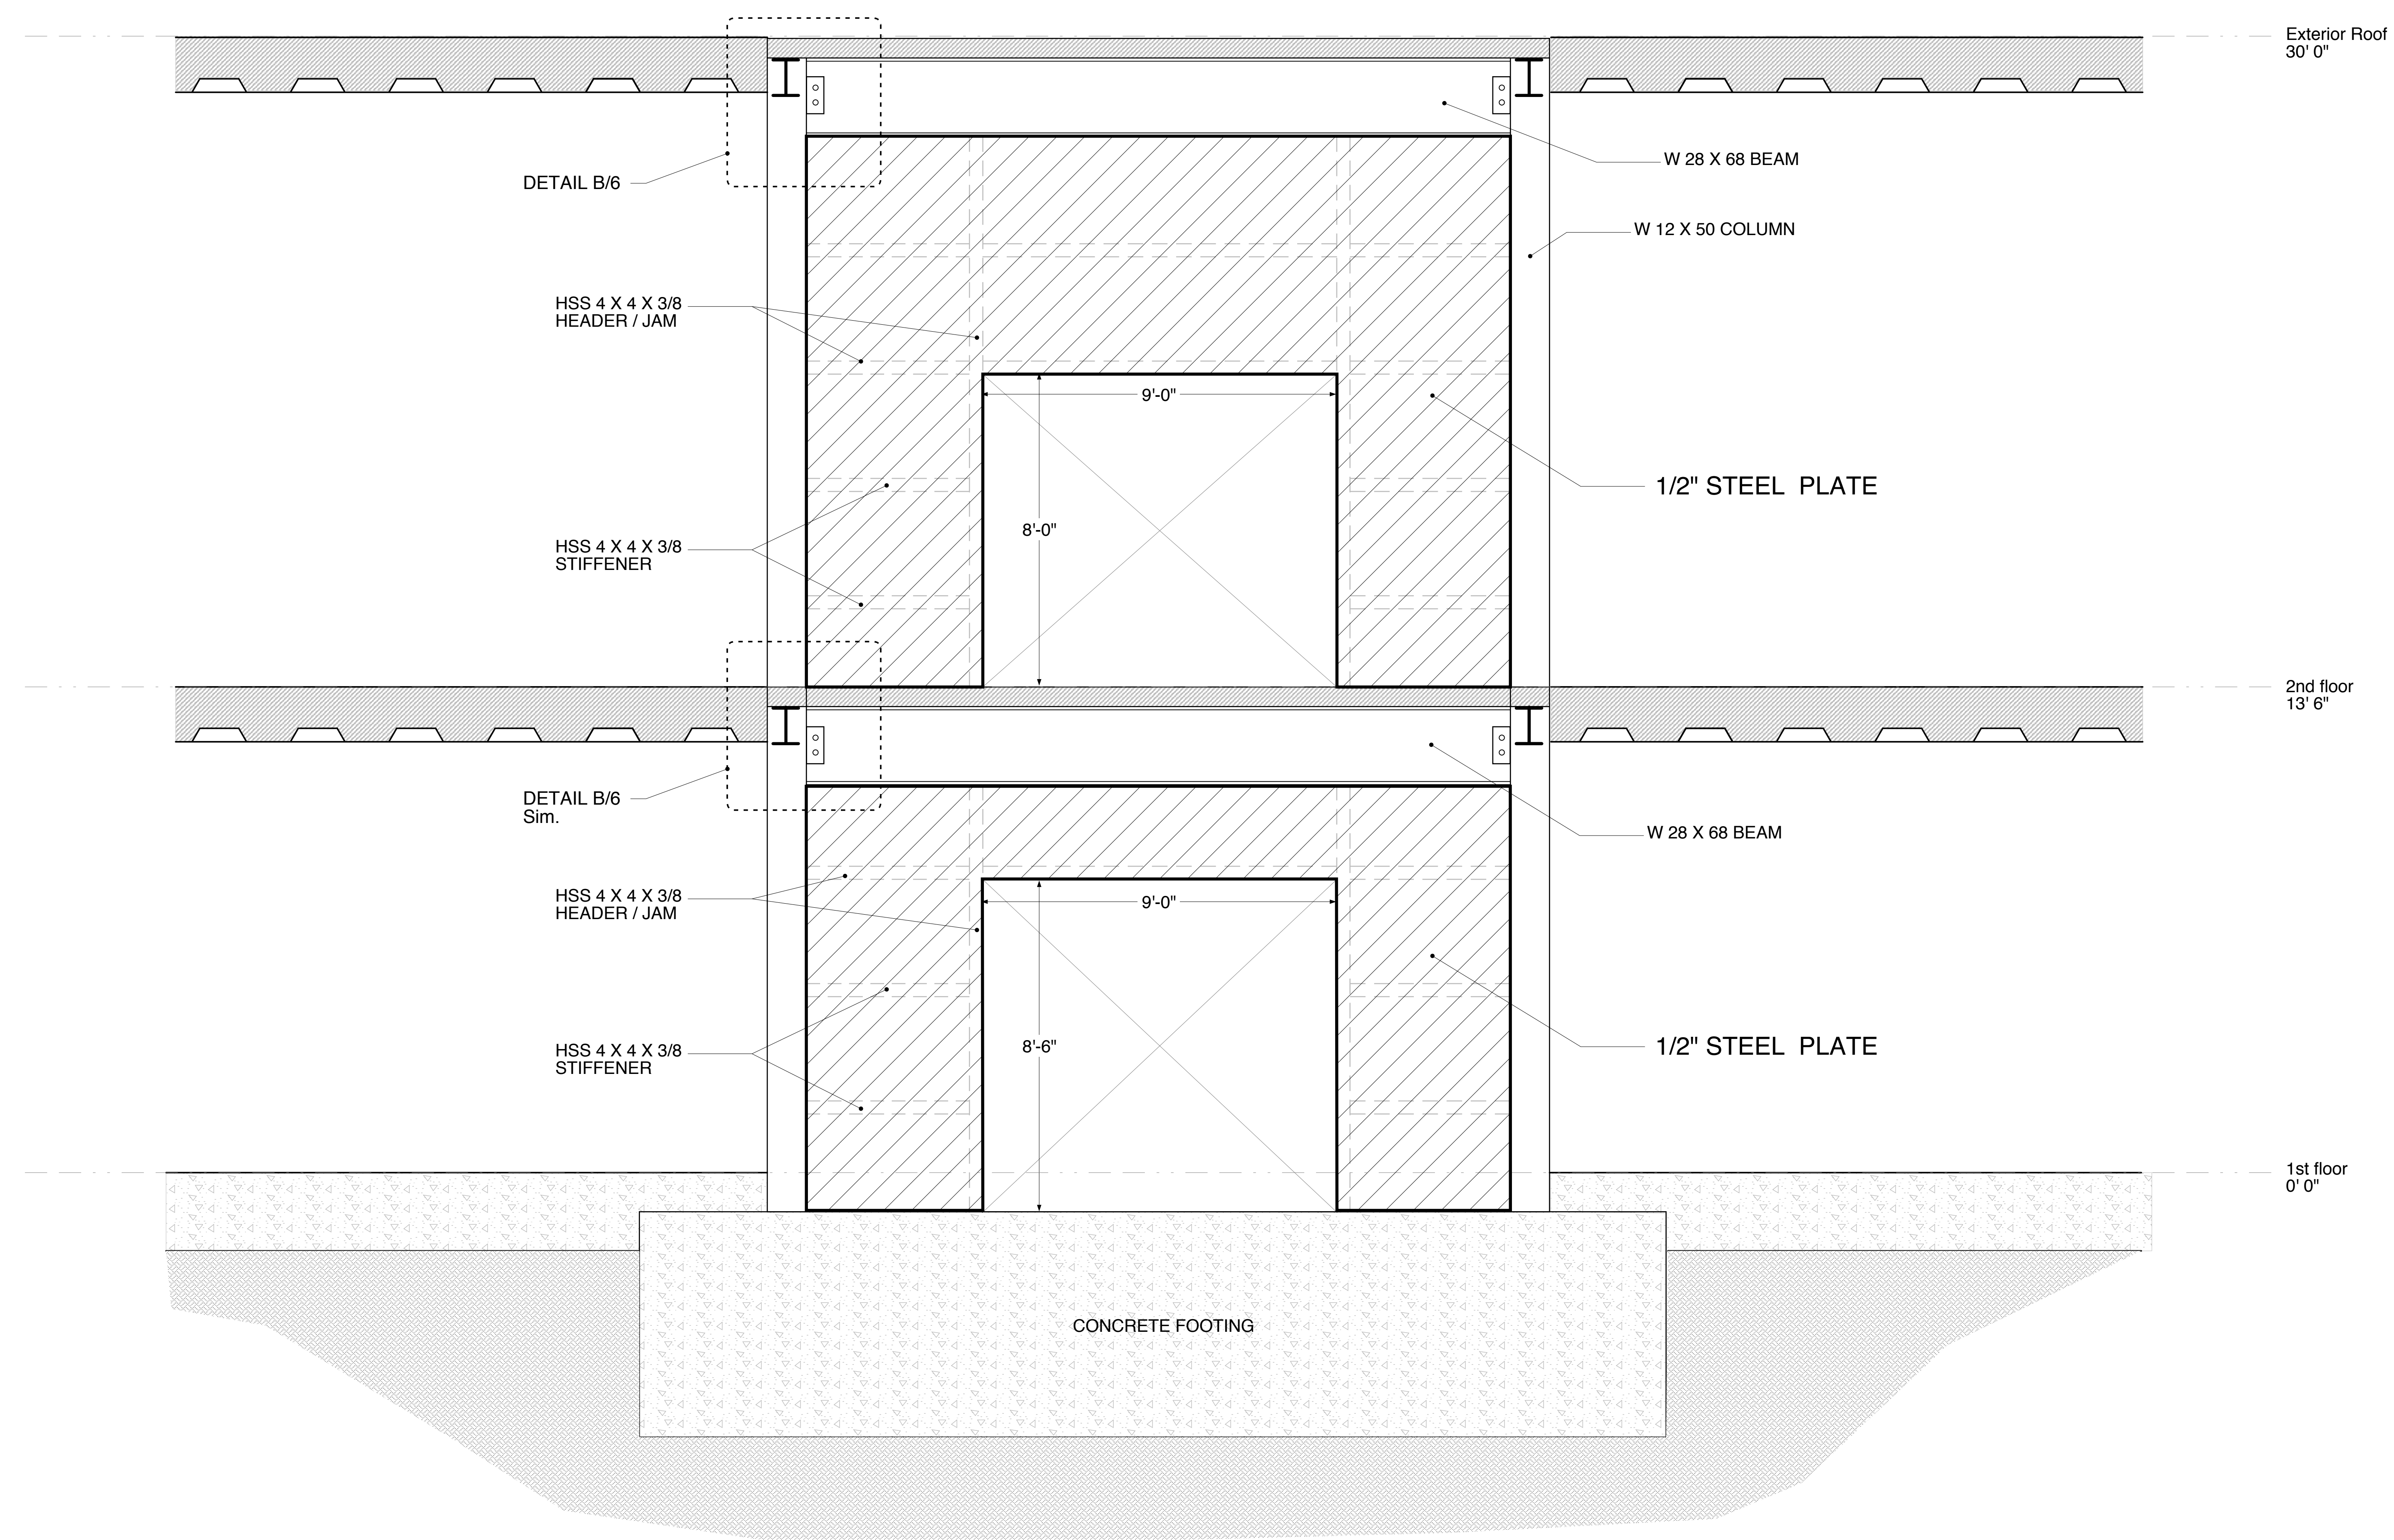 Exterior Roof
30' 0"
W 28 X 68 BEAM
DETAIL B/6
W 12 X 50 COLUMN
HSS 4 X 4 X 3/8
HEADER / JAM
9'-0"
1/2" STEEL  PLATE
8'-0"
HSS 4 X 4 X 3/8
STIFFENER
2nd floor
13' 6"
DETAIL B/6
Sim.
W 28 X 68 BEAM
HSS 4 X 4 X 3/8
HEADER / JAM
9'-0"
8'-6"
1/2" STEEL  PLATE
HSS 4 X 4 X 3/8
STIFFENER
1st floor
0' 0"
CONCRETE FOOTING